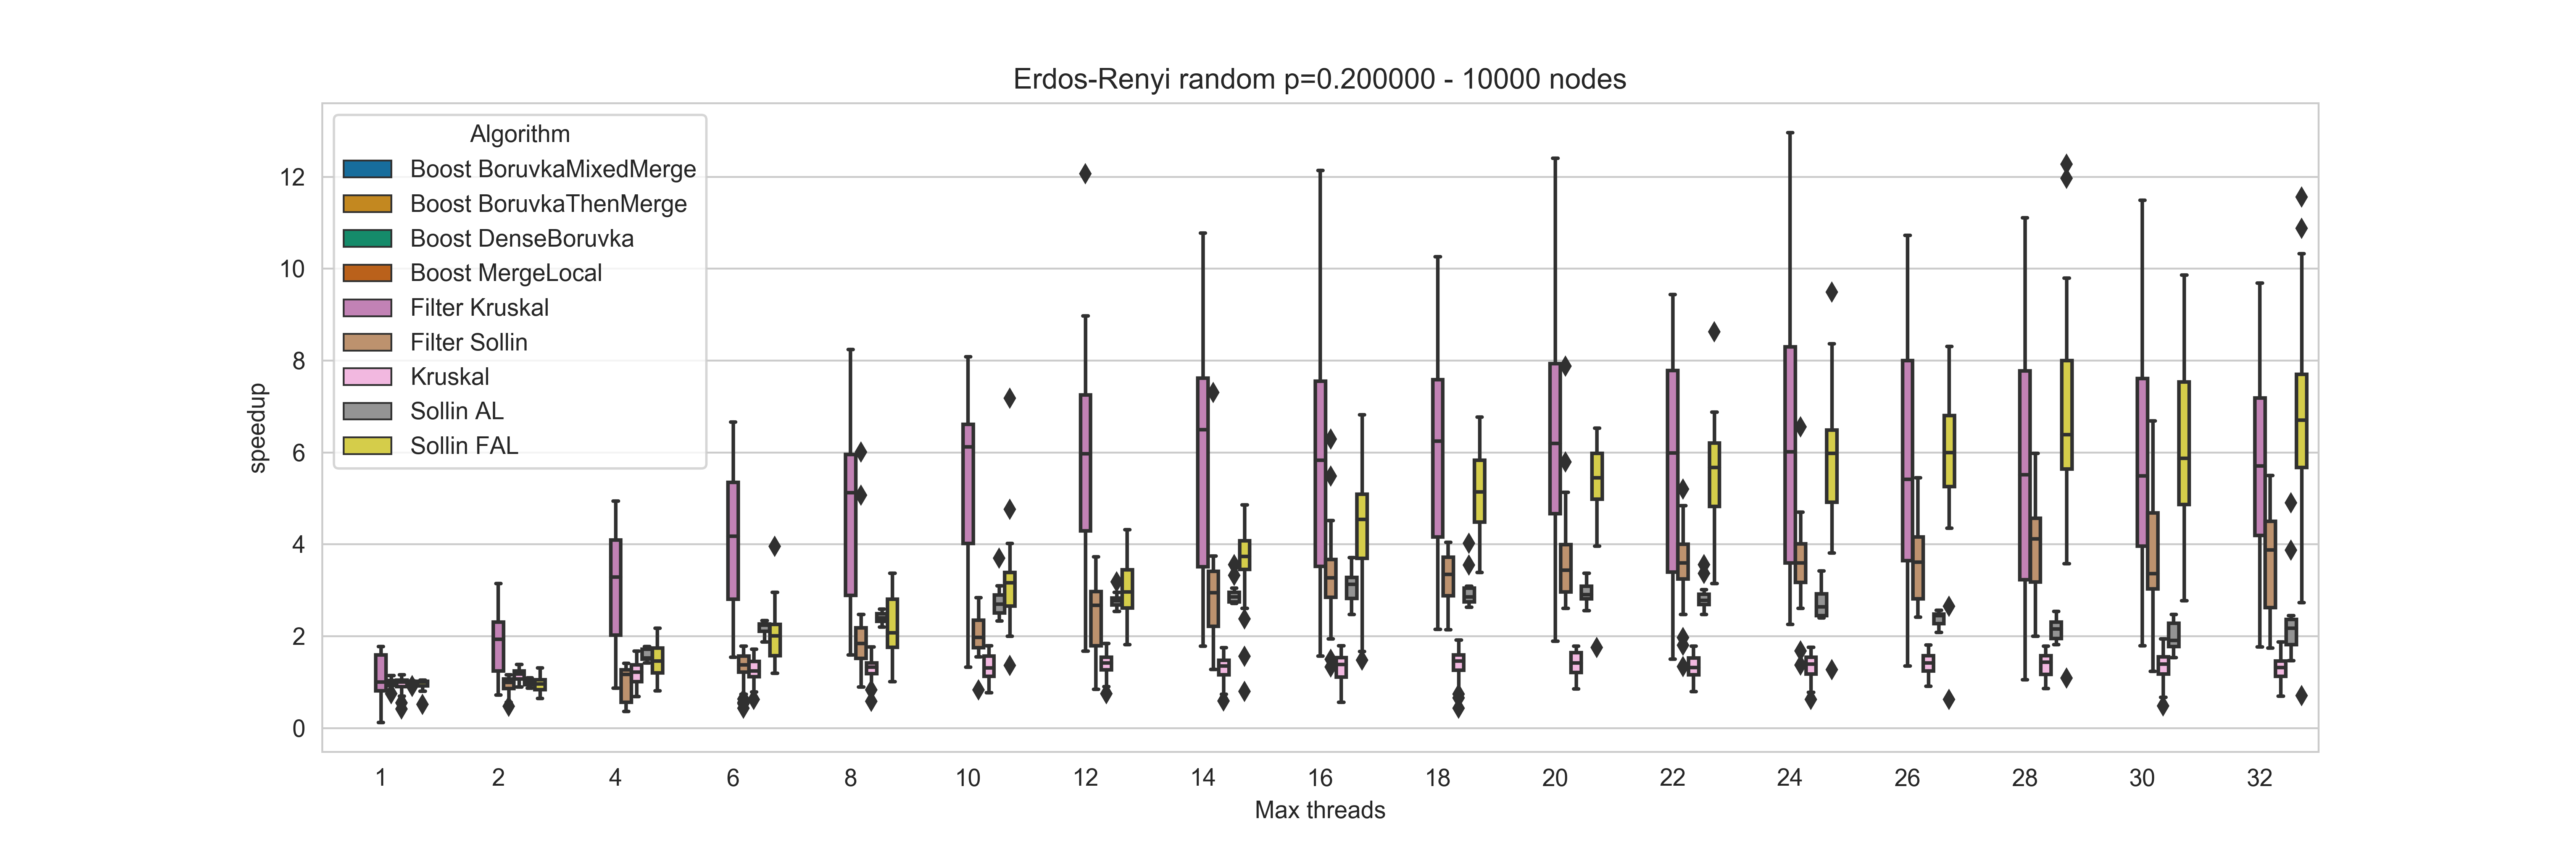 Erdos-Renyi random p=0.200000 - 10000 nodes
Algorithm
Boost BoruvkaMixedMerge
Boost BoruvkaThenMerge
Boost DenseBoruvka
Boost MergeLocal
Filter Kruskal
Filter Sollin
Kruskal
Sollin AL
Sollin FAL
speedup
12
10
8
6
4
2
0
1 2 4 6 8 10 12 14 16 18 20 22 24 26 28 30 32
Max threads